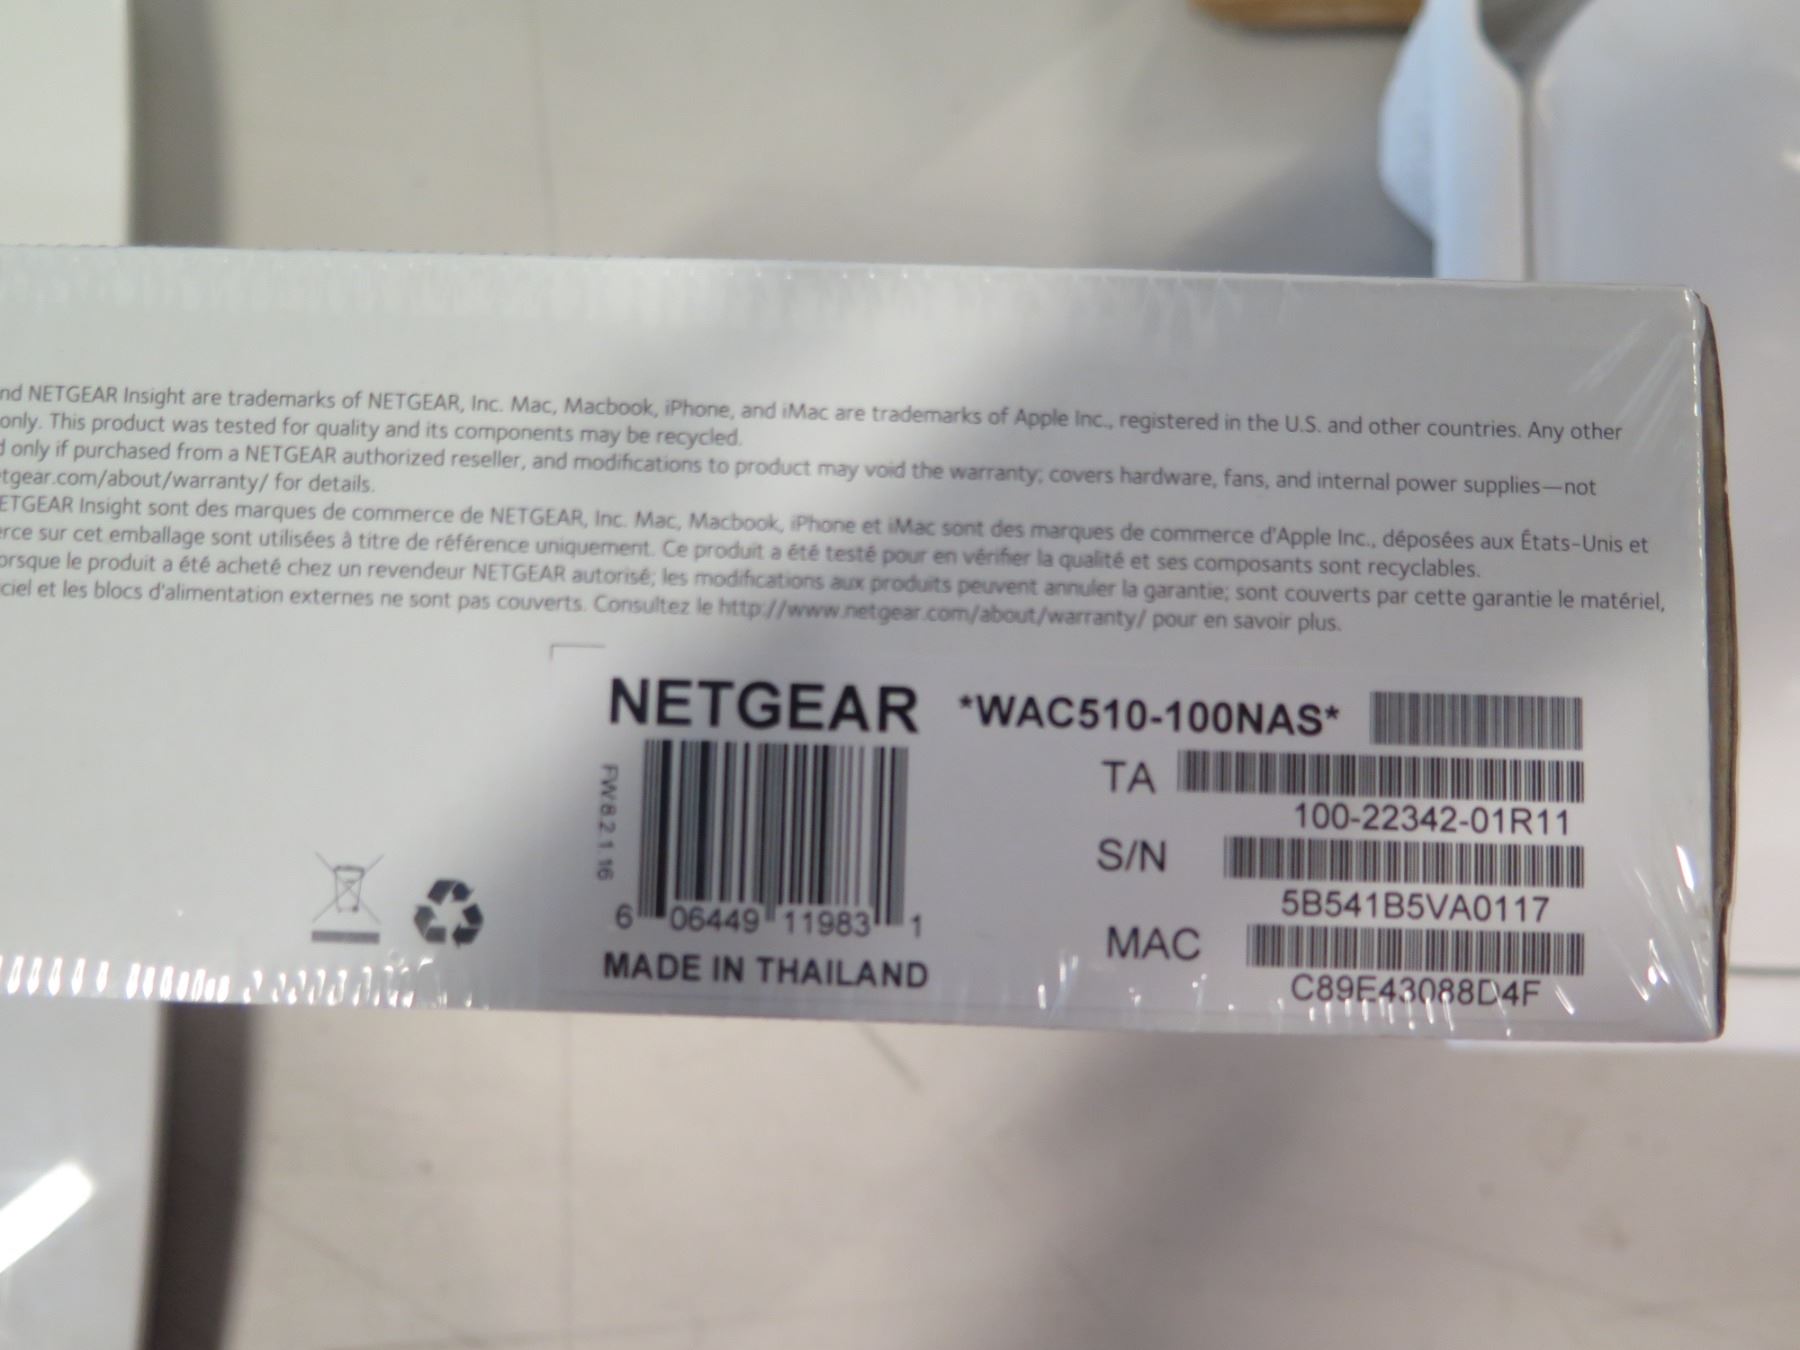 nd NETGEAR Insight are trademarks of NETGEAR, Inc. Mac, Macbook, iPhone, and iMac are trademarks of Apple Inc., registered in the U.S. and other countries. Any other
only. This product was tested for quality and its components may be recycled.
d only if purchased from a NETGEAR authorized reseller, and modifications to product may void the warranty; covers hardware, fans, and internal power supplies—not
etgear.com/about/warranty/ for details.
ETGEAR Insight sont des marques de commerce de NETGEAR, Inc. Mac, Macbook, iPhone et iMac sont des marques de commerce d'Apple Inc., déposées aux États-Unis et
erce sur cet emballage sont utilisées à titre de référence uniquement. Ce produit a été testé pour en vérifier la qualité et ses composants sont recyclables.
orsque le produit a été acheté chez un revendeur NETGEAR autorisé; les modifications aux produits peuvent annuler la garantie; sont couverts par cette garantie le matériel,
ciel et les blocs d'alimentation externes ne sont pas couverts. Consultez le http://www.netgear.com/about/warranty/ pour en savoir plus.
NETGEAR *WAC510-100NAS*
FW 8.2.1.16
6 06449 11983 1
MADE IN THAILAND
TA
100-22342-01R11
S/N
5B541B5VA0117
MAC
C89E43088D4F